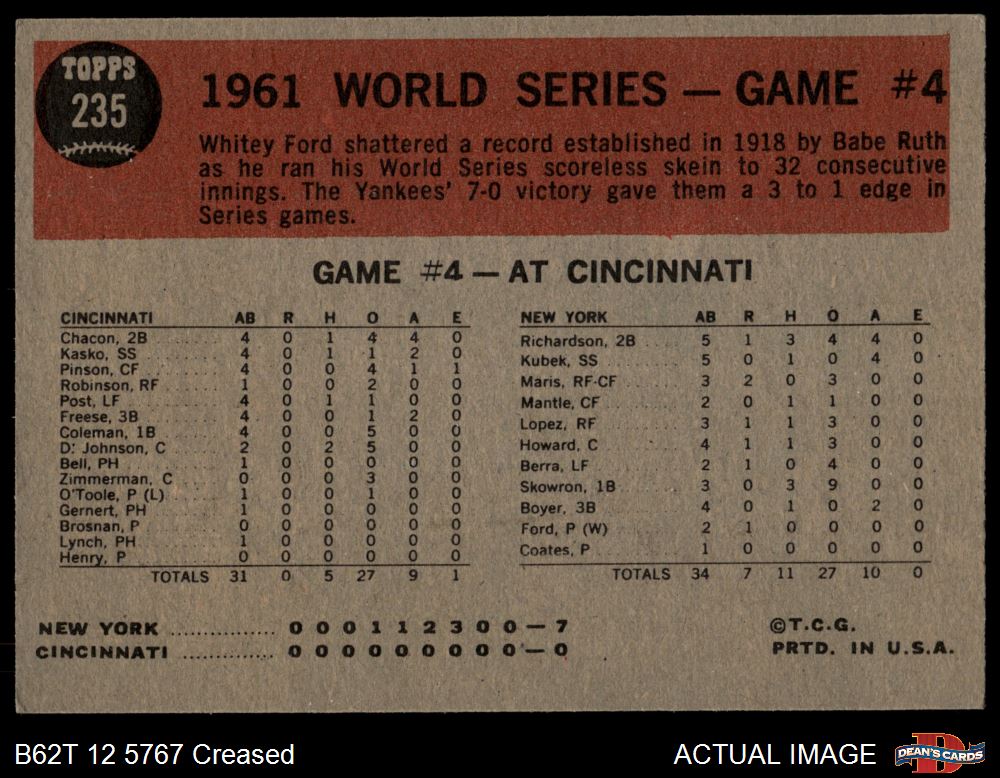 TOPPS
235
1961 WORLD SERIES — GAME #4
Whitey Ford shattered a record established in 1918 by Babe Ruth
as he ran his World Series scoreless skein to 32 consecutive
innings. The Yankees' 7-0 victory gave them a 3 to 1 edge in
Series games.
GAME #4 — AT CINCINNATI
CINCINNATI AB R H O A E
Chacon, 2B 4 0 1 4 4 0
Kasko, SS 4 0 1 1 2 0
Pinson, CF 4 0 0 4 1 1
Robinson, RF 1 0 0 2 0 0
Post, LF 4 0 1 1 0 0
Freese, 3B 4 0 0 1 2 0
Coleman, 1B 4 0 0 5 0 0
D. Johnson, C 2 0 2 5 0 0
Bell, PH 1 0 0 0 0 0
Zimmerman, C 0 0 0 3 0 0
O'Toole, P (L) 1 0 0 1 0 0
Gernert, PH 1 0 0 0 0 0
Brosnan, P 0 0 0 0 0 0
Lynch, PH 1 0 0 0 0 0
Henry, P 0 0 0 0 0 0
TOTALS 31 0 5 27 9 1
NEW YORK AB R H O A E
Richardson, 2B 5 1 3 4 4 0
Kubek, SS 5 0 1 0 4 0
Maris, RF-CF 3 2 0 3 0 0
Mantle, CF 2 0 1 1 0 0
Lopez, RF 3 1 1 3 0 0
Howard, C 4 1 1 3 0 0
Berra, LF 2 1 0 4 0 0
Skowron, 1B 3 0 3 9 0 0
Boyer, 3B 4 0 1 0 2 0
Ford, P (W) 2 1 0 0 0 0
Coates, P 1 0 0 0 0 0
TOTALS 34 7 11 27 10 0
NEW YORK ............... 0 0 0 1 1 2 3 0 0 — 7
CINCINNATI ............. 0 0 0 0 0 0 0 0 0 — 0
©T.C.G.
PRTD. IN U.S.A.
B62T 12 5767 Creased
ACTUAL IMAGE
DEAN'S CARDS